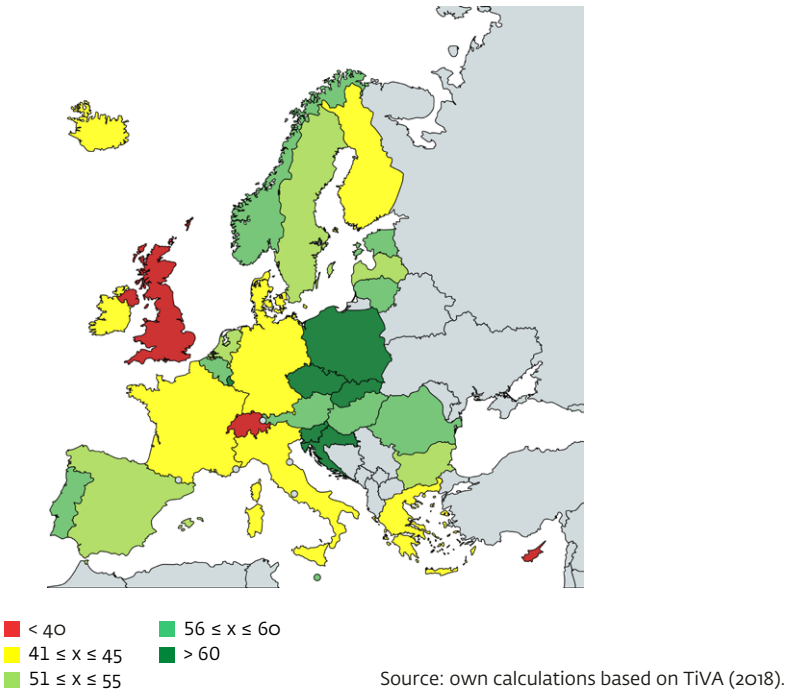 < 40
41 ≤ x ≤ 45
51 ≤ x ≤ 55
56 ≤ x ≤ 60
> 60
Source: own calculations based on TiVA (2018).